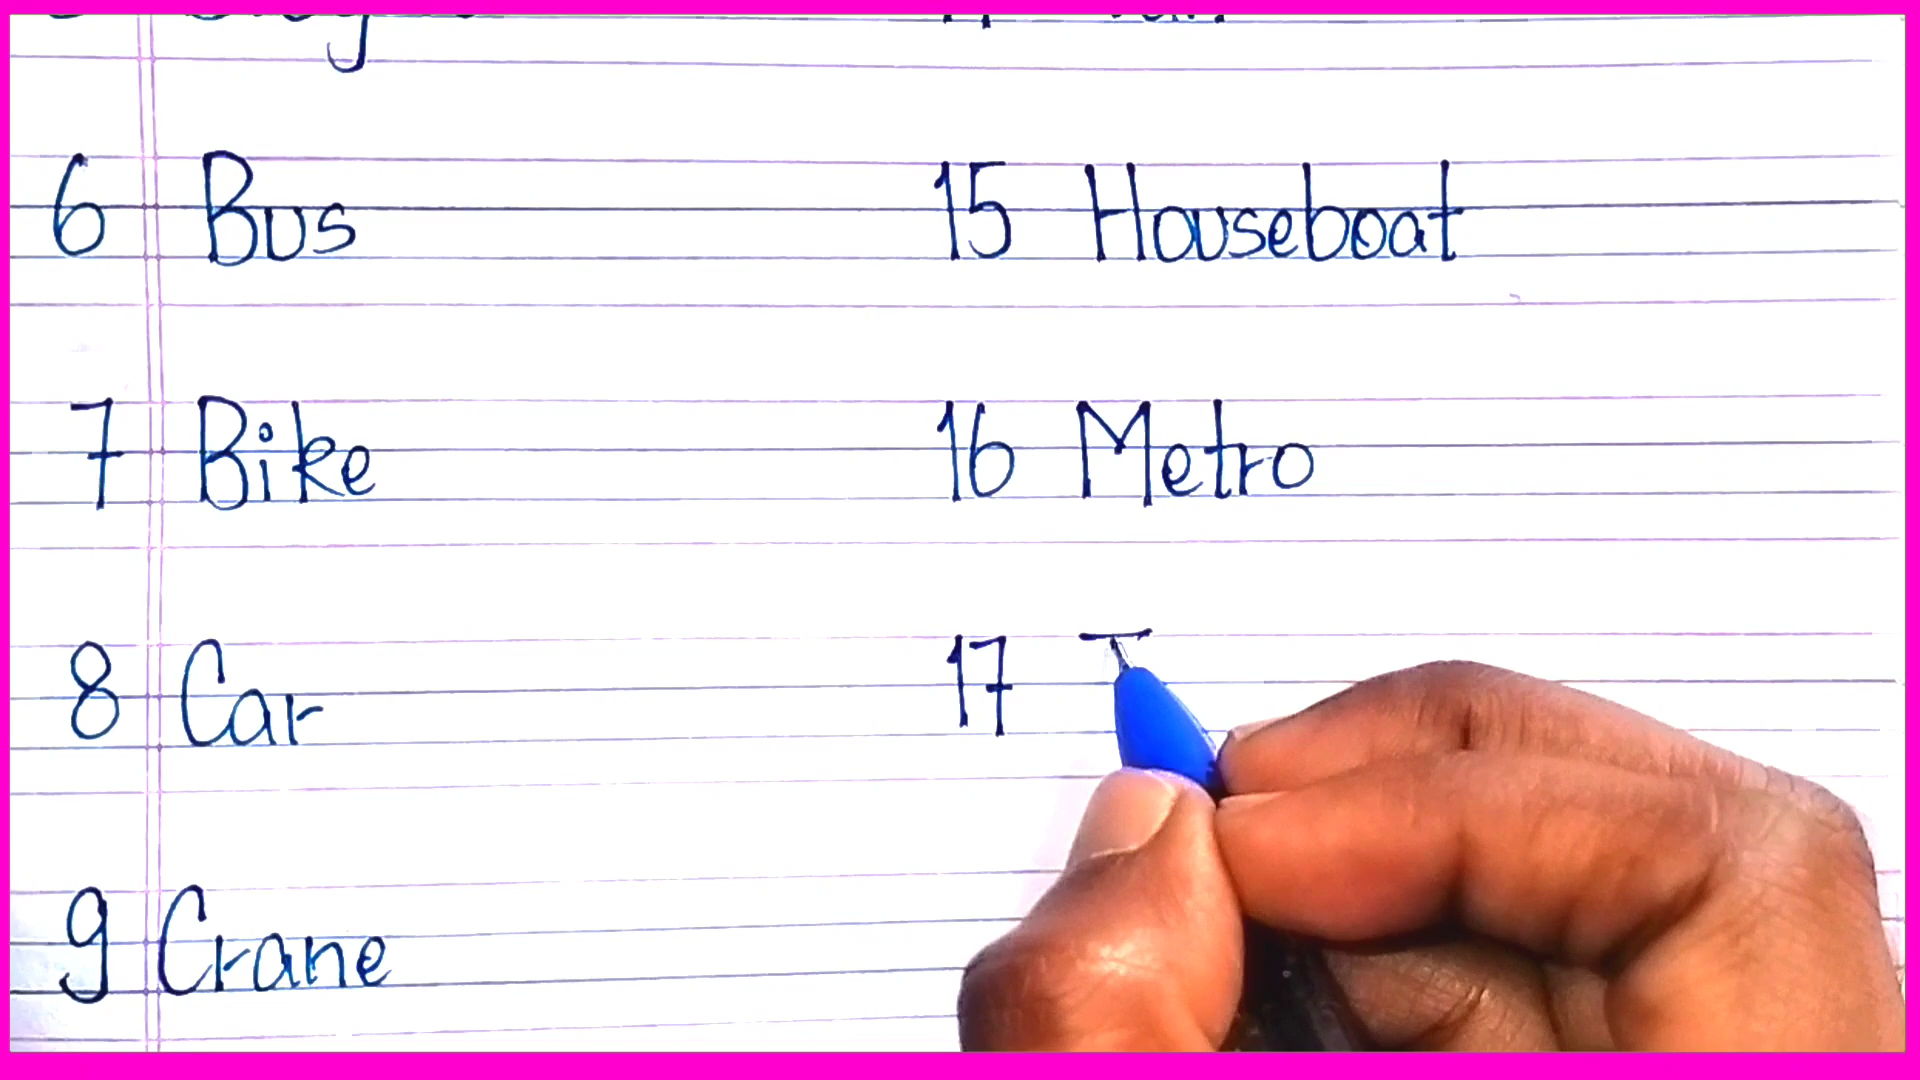 6 Bus
7 Bike
8 Car
9 Crane
15 Houseboat
16 Metro
17 T